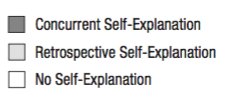 Concurrent Self-Explanation
Retrospective Self-Explanation
No Self-Explanation